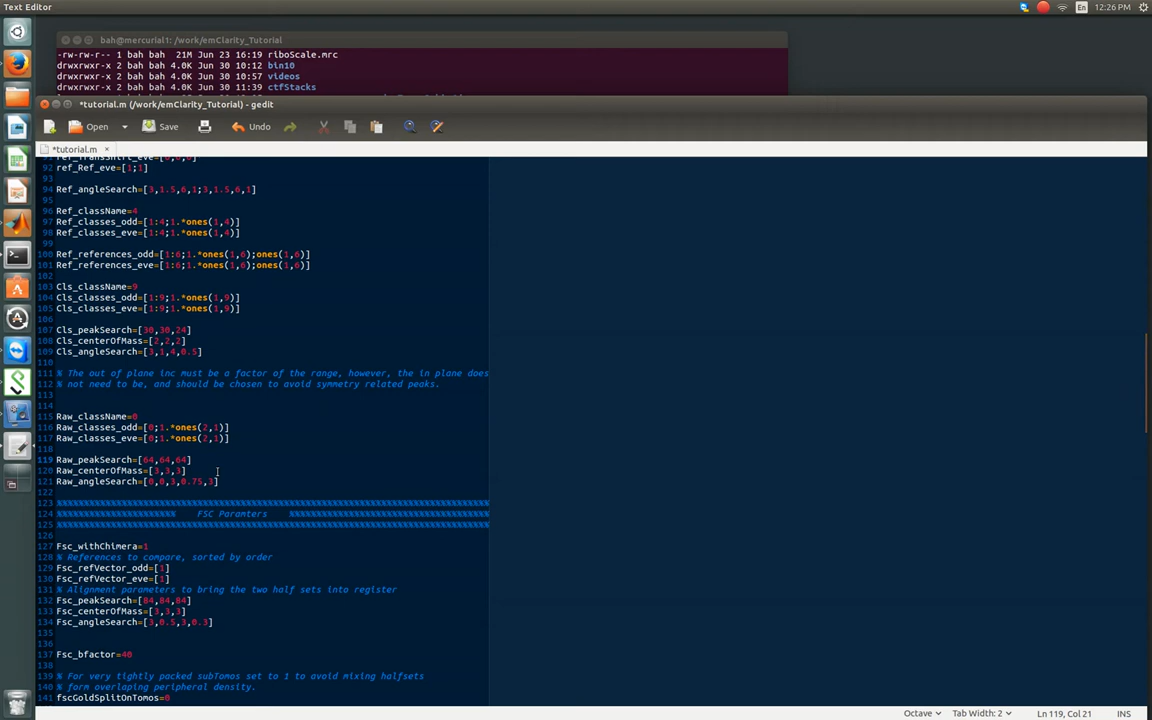 Text Editor
En
12:26 PM
bah@mercurial1: /work/emClarity_Tutorial
-rw-rw-r-- 1 bah bah 21M Jun 23 16:19 riboScale.mrc
drwxrwxr-x 2 bah bah 4.0K Jun 30 10:12 bin10
drwxrwxr-x 2 bah bah 4.0K Jun 30 10:57 videos
drwxrwxr-x 2 bah bah 4.0K Jun 30 11:39 ctfStacks
*tutorial.m (/work/emClarity_Tutorial) - gedit
Open Save Undo
*tutorial.m ×
92 ref_Ref_eve=[1;1]
93
94 Ref_angleSearch=[3,1.5,6,1;3,1.5,6,1]
95
96 Ref_className=4
97 Ref_classes_odd=[1:4;1.*ones(1,4)]
98 Ref_classes_eve=[1:4;1.*ones(1,4)]
99
100 Ref_references_odd=[1:6;1.*ones(1,6);ones(1,6)]
101 Ref_references_eve=[1:6;1.*ones(1,6);ones(1,6)]
102
103 Cls_className=9
104 Cls_classes_odd=[1:9;1.*ones(1,9)]
105 Cls_classes_eve=[1:9;1.*ones(1,9)]
106
107 Cls_peakSearch=[30,30,24]
108 Cls_centerOfMass=[2,2,2]
109 Cls_angleSearch=[3,1,4,0.5]
110
111 % The out of plane inc must be a factor of the range, however, the in plane does
112 % not need to be, and should be chosen to avoid symmetry related peaks.
113
114
115 Raw_className=0
116 Raw_classes_odd=[0;1.*ones(2,1)]
117 Raw_classes_eve=[0;1.*ones(2,1)]
118
119 Raw_peakSearch=[64,64,64]
120 Raw_centerOfMass=[3,3,3]
121 Raw_angleSearch=[0,0,3,0.75,3]
122
123 %%%%%%%%%%%%%%%%%%%%%%%%%%%%%%%%%%%%%%%%%%%%%%%%%%%%%%%%%%%%%%%%%%%%%%%%%%%%%%%%
124 %%%%%%%%%%%%%%%%%%%%%% FSC Paramters %%%%%%%%%%%%%%%%%%%%%%%%%%%%%%%%%%%%%
125 %%%%%%%%%%%%%%%%%%%%%%%%%%%%%%%%%%%%%%%%%%%%%%%%%%%%%%%%%%%%%%%%%%%%%%%%%%%%%%%%
126
127 Fsc_withChimera=1
128 % References to compare, sorted by order
129 Fsc_refVector_odd=[1]
130 Fsc_refVector_eve=[1]
131 % Alignment parameters to bring the two half sets into register
132 Fsc_peakSearch=[84,84,84]
133 Fsc_centerOfMass=[3,3,3]
134 Fsc_angleSearch=[3,0.5,3,0.3]
135
136
137 Fsc_bfactor=40
138
139 % For very tightly packed subTomos set to 1 to avoid mixing halfsets
140 % form overlaping peripheral density.
141 fscGoldSplitOnTomos=0
Octave Tab Width: 2 Ln 119, Col 21 INS